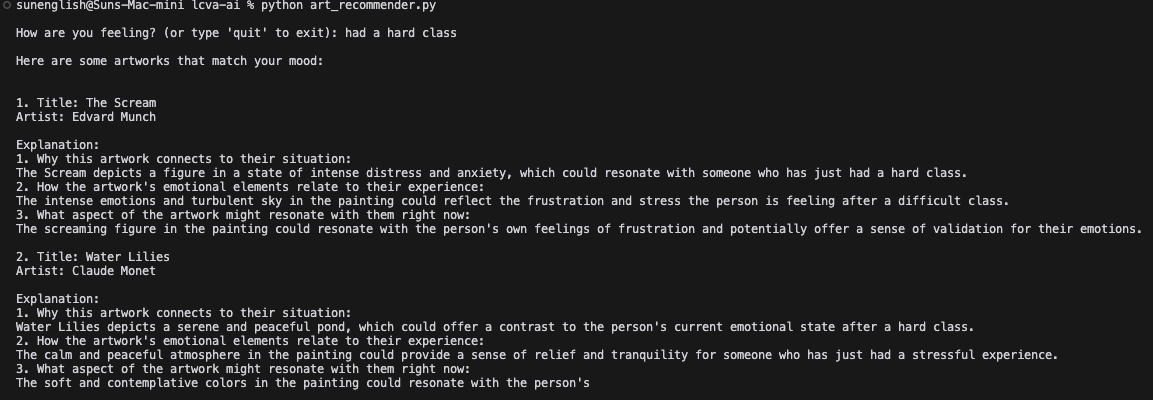 sunenglish@Suns-Mac-mini lcva-ai % python art_recommender.py
How are you feeling? (or type 'quit' to exit): had a hard class
Here are some artworks that match your mood:
1. Title: The Scream
Artist: Edvard Munch
Explanation:
1. Why this artwork connects to their situation:
The Scream depicts a figure in a state of intense distress and anxiety, which could resonate with someone who has just had a hard class.
2. How the artwork's emotional elements relate to their experience:
The intense emotions and turbulent sky in the painting could reflect the frustration and stress the person is feeling after a difficult class.
3. What aspect of the artwork might resonate with them right now:
The screaming figure in the painting could resonate with the person's own feelings of frustration and potentially offer a sense of validation for their emotions.
2. Title: Water Lilies
Artist: Claude Monet
Explanation:
1. Why this artwork connects to their situation:
Water Lilies depicts a serene and peaceful pond, which could offer a contrast to the person's current emotional state after a hard class.
2. How the artwork's emotional elements relate to their experience:
The calm and peaceful atmosphere in the painting could provide a sense of relief and tranquility for someone who has just had a stressful experience.
3. What aspect of the artwork might resonate with them right now:
The soft and contemplative colors in the painting could resonate with the person's